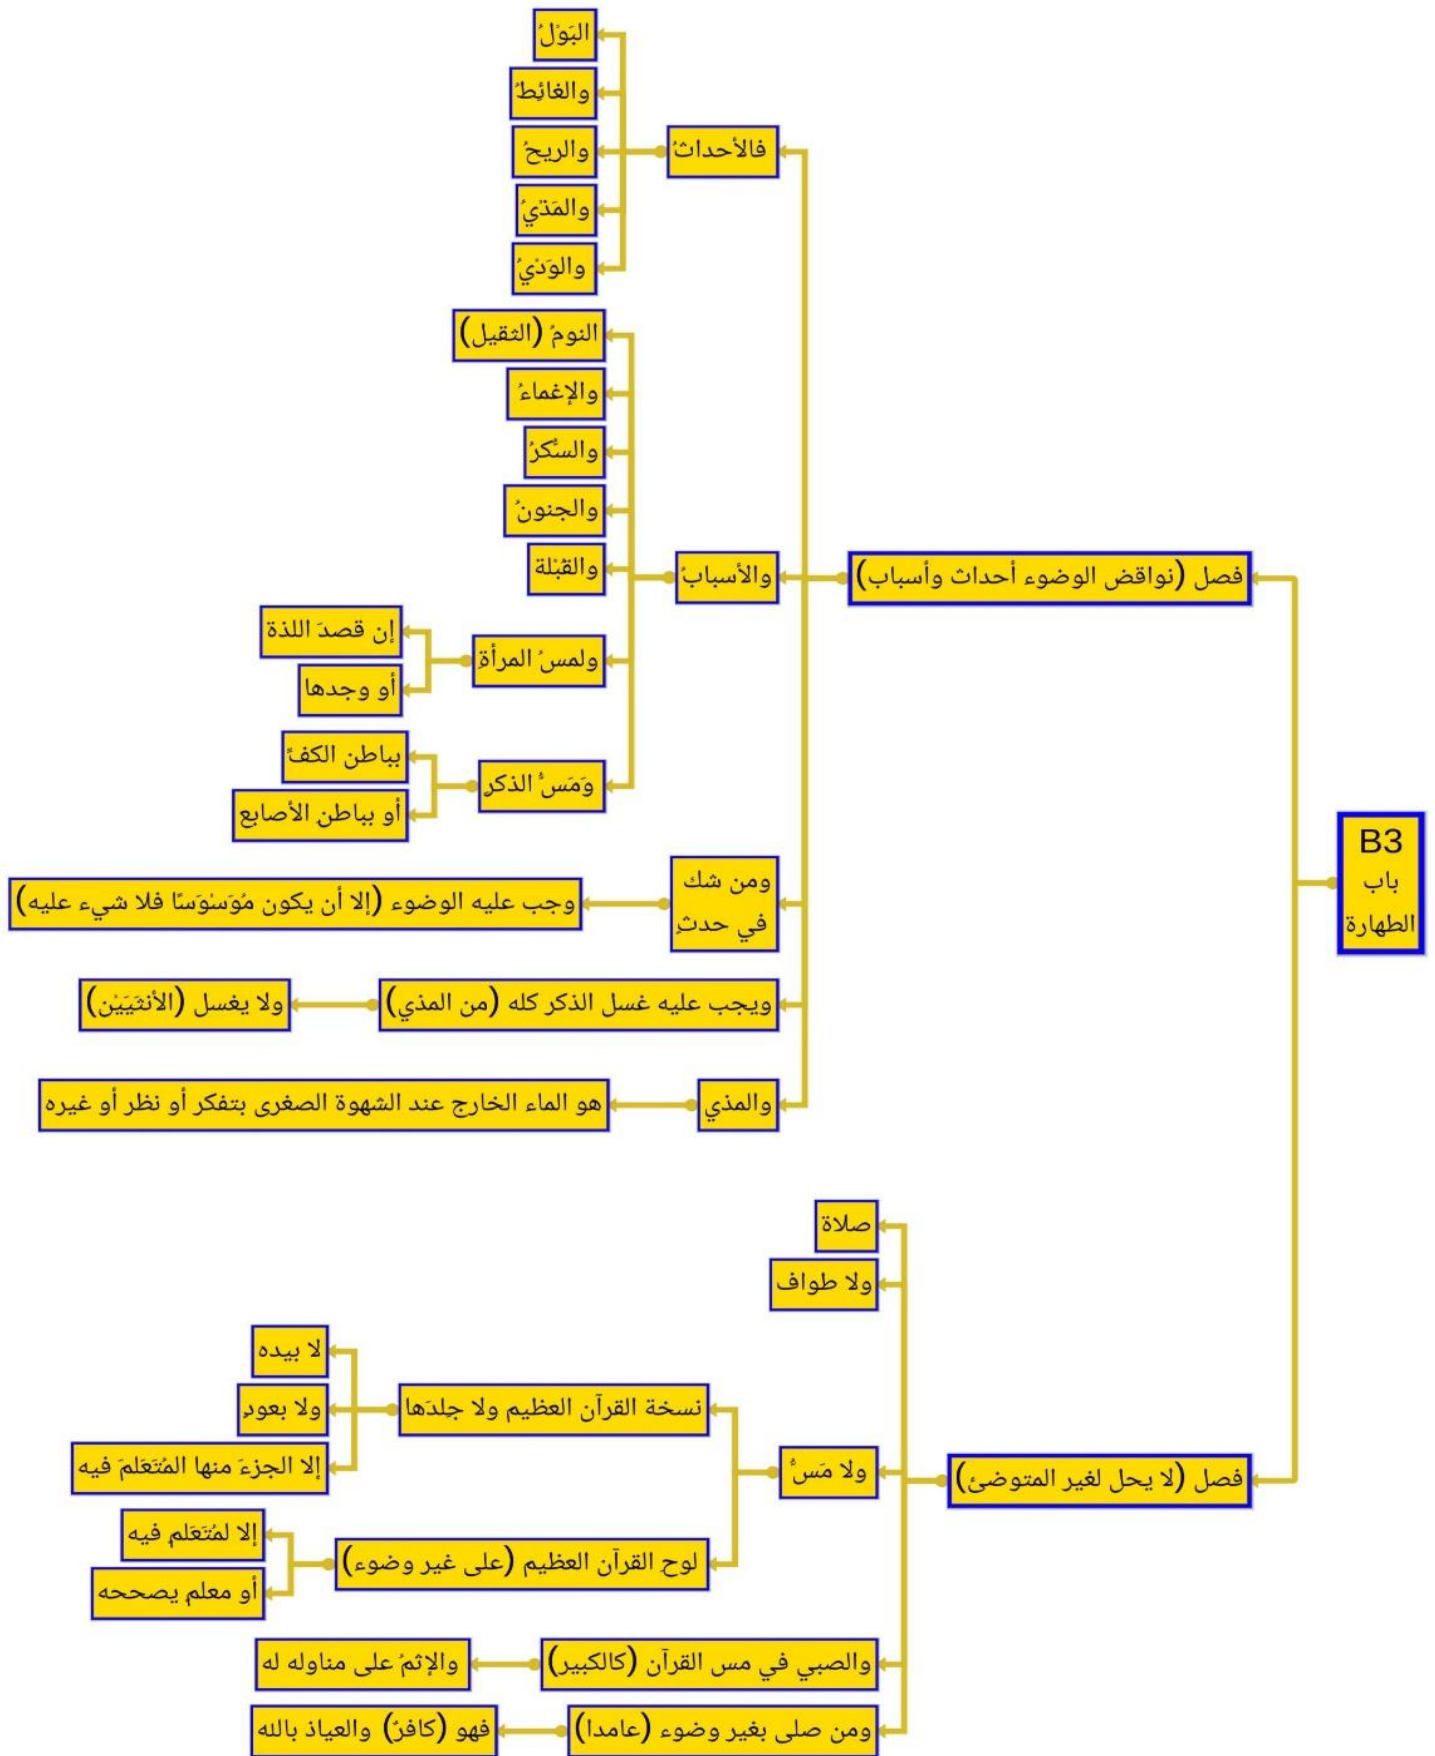 B3
باب
الطهارة
فصل (نواقض الوضوء أحداث وأسباب)
فالأحداثُ
البَوْلُ
والغائِطُ
والريحُ
والمَذْيُ
والوَدْيُ
والأسبابُ
النومُ (الثقيل)
والإغماءُ
والسُّكرُ
والجنونُ
والقُبْلة
ولمسُ المرأةِ
إن قصدَ اللذة
أو وجدها
وَمَسُّ الذكرِ
بباطن الكفِّ
أو بباطنِ الأصابع
ومن شك
في حدثٍ
وجب عليه الوضوء (إلا أن يكون مُوَسْوَسًا فلا شيء عليه)
ويجب عليه غسل الذكر كله (من المذي)
ولا يغسل (الأنثَيَيْن)
والمذي
هو الماء الخارج عند الشهوة الصغرى بتفكر أو نظر أو غيره
فصل (لا يحل لغير المتوضئ)
صلاة
ولا طواف
ولا مَسُّ
نسخة القرآن العظيم ولا جِلدَها
لا بيده
ولا بعودٍ
إلا الجزءَ منها المُتَعَلمَ فيه
لوحِ القرآن العظيم (على غير وضوء)
إلا لمُتَعَلمٍ فيه
أو معلمٍ يصححه
والصبي في مس القرآن (كالكبير)
والإثمُ على مناوله له
ومن صلى بغير وضوء (عامدا)
فهو (كافرٌ) والعياذ بالله